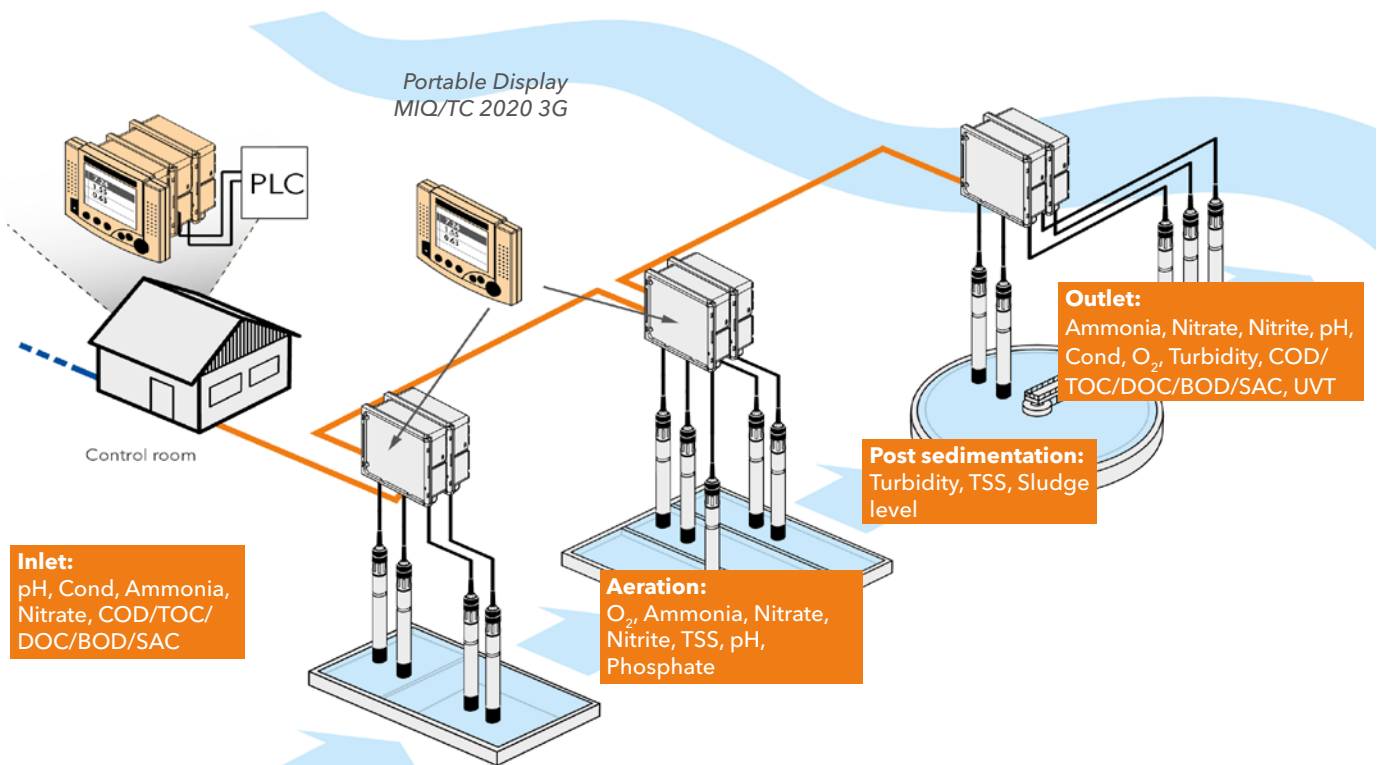 Portable Display
MIQ/TC 2020 3G
PLC
Control room
Inlet:
pH, Cond, Ammonia,
Nitrate, COD/TOC/
DOC/BOD/SAC
Aeration:
O₂, Ammonia, Nitrate,
Nitrite, TSS, pH,
Phosphate
Post sedimentation:
Turbidity, TSS, Sludge
level
Outlet:
Ammonia, Nitrate, Nitrite, pH,
Cond, O₂, Turbidity, COD/
TOC/DOC/BOD/SAC, UVT